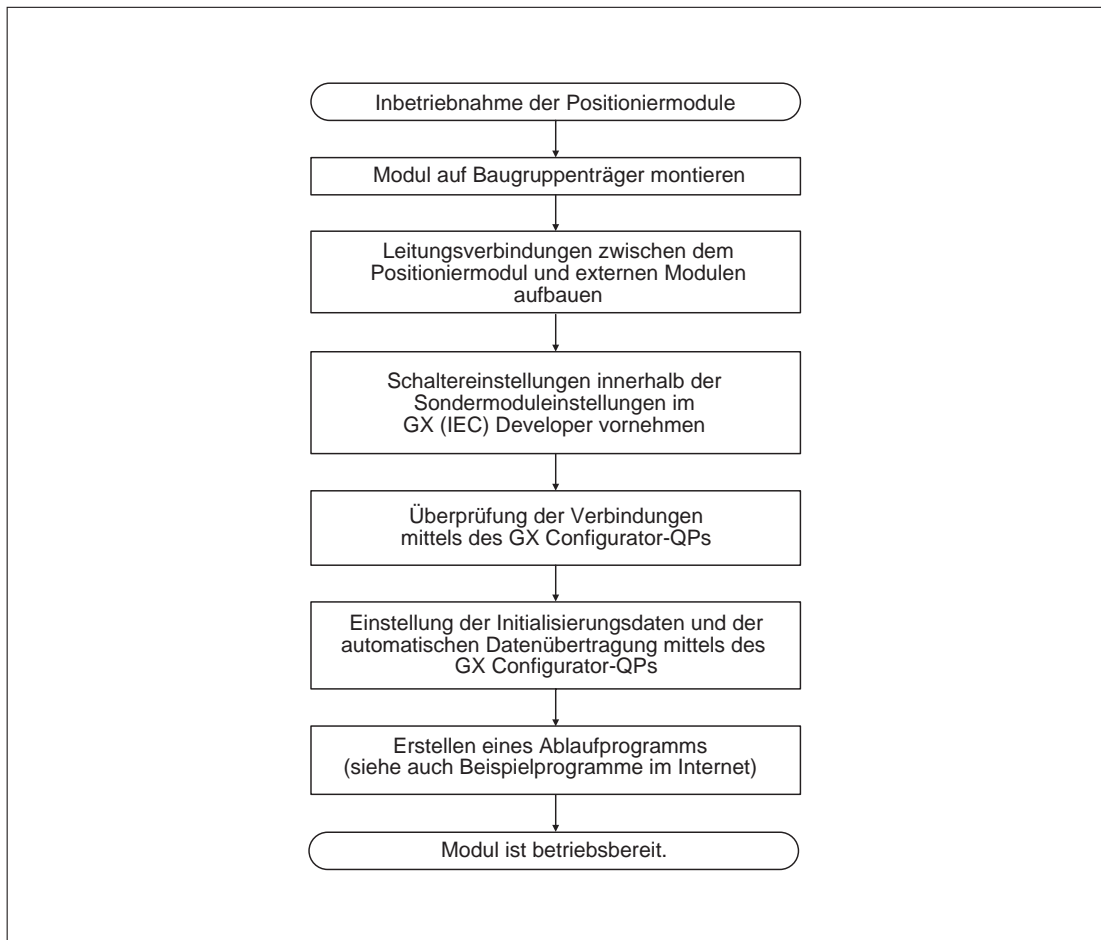 Inbetriebnahme der Positioniermodule
Modul auf Baugruppenträger montieren
Leitungsverbindungen zwischen dem
Positioniermodul und externen Modulen
aufbauen
Schaltereinstellungen innerhalb der
Sondermoduleinstellungen im
GX (IEC) Developer vornehmen
Überprüfung der Verbindungen
mittels des GX Configurator-QPs
Einstellung der Initialisierungsdaten und der
automatischen Datenübertragung mittels des
GX Configurator-QPs
Erstellen eines Ablaufprogramms
(siehe auch Beispielprogramme im Internet)
Modul ist betriebsbereit.